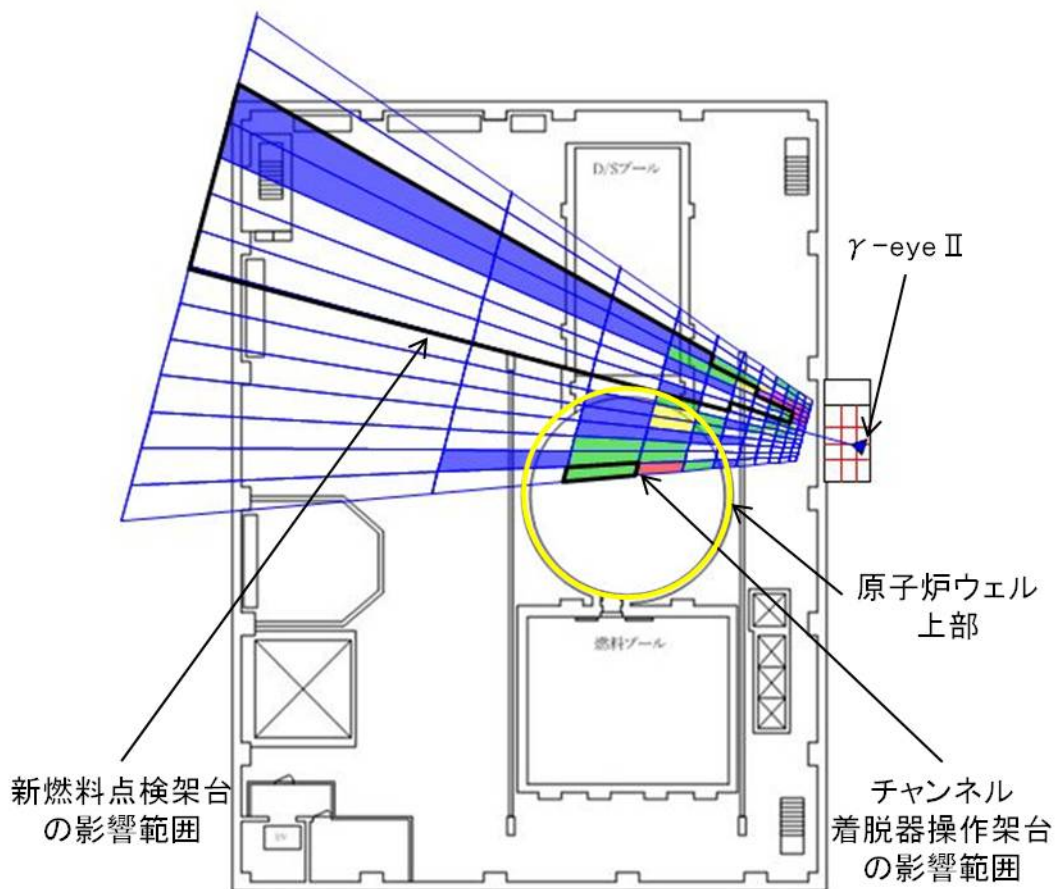 D/Sプール
γ-eyeⅡ
原子炉ウェル
上部
燃料プール
新燃料点検架台
の影響範囲
チャンネル
着脱器操作架台
の影響範囲